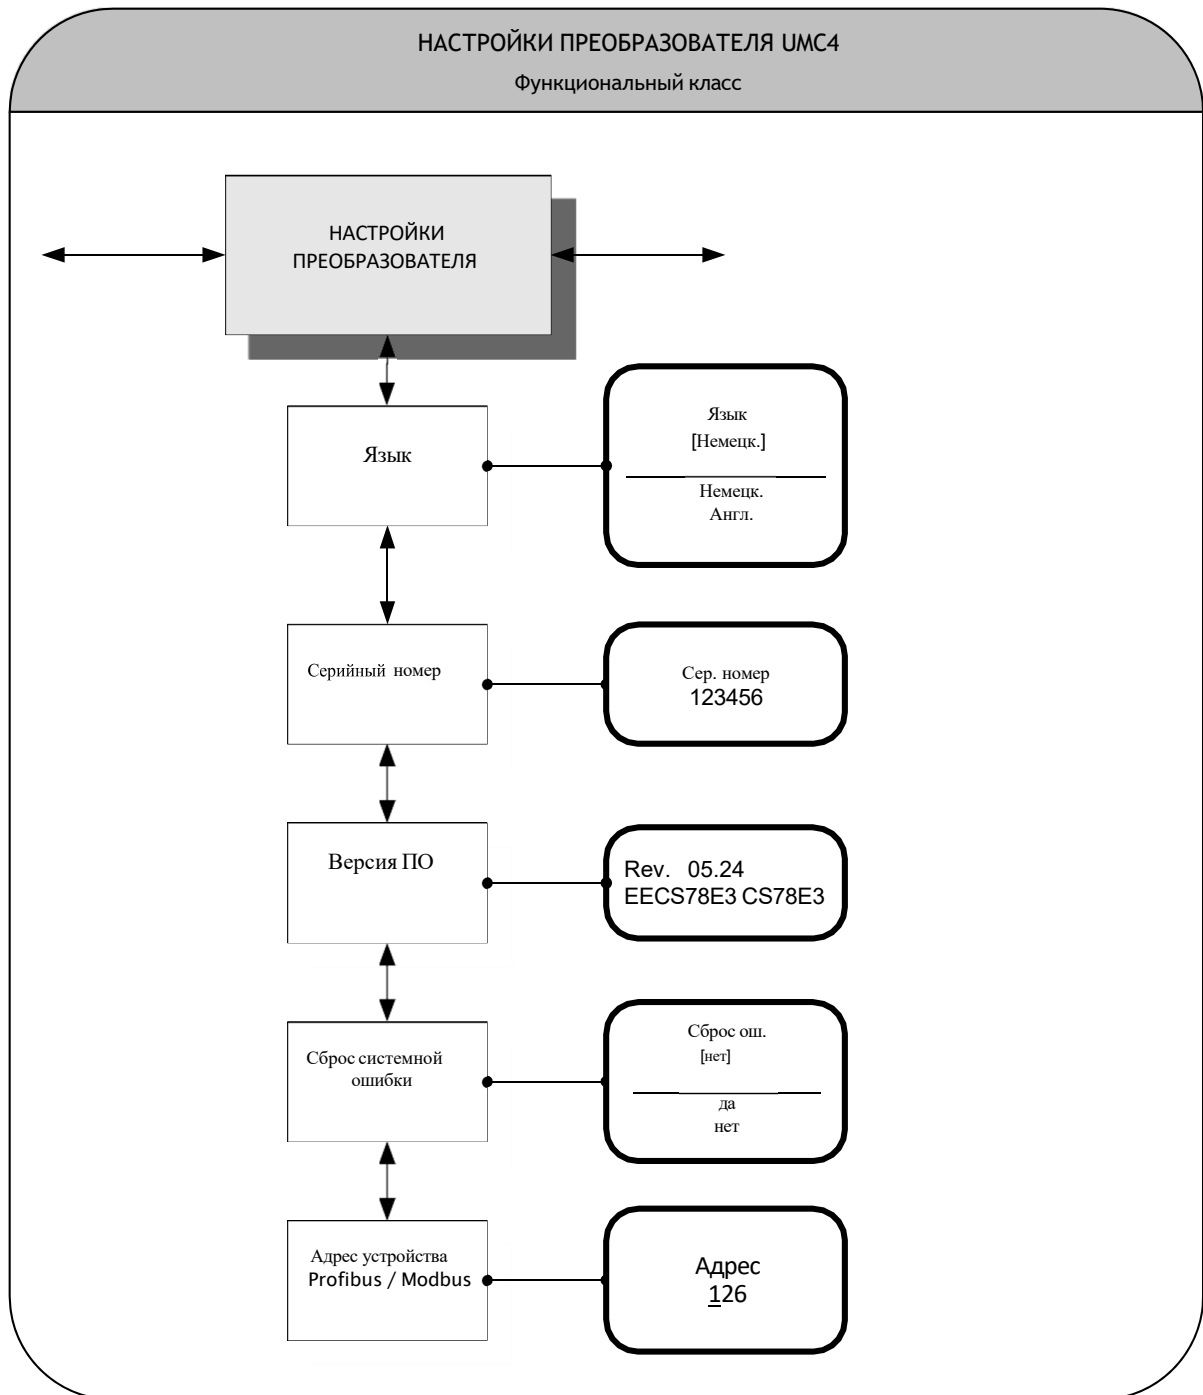 НАСТРОЙКИ ПРЕОБРАЗОВАТЕЛЯ UMC4
Функциональный класс
НАСТРОЙКИ
ПРЕОБРАЗОВАТЕЛЯ
Язык
Язык
[Немецк.]
Немецк.
Англ.
Серийный номер
Сер. номер
123456
Версия ПО
Rev. 05.24
EECS78E3 CS78E3
Сброс системной
ошибки
Сброс ош.
[нет]
да
нет
Адрес устройства
Profibus / Modbus
Адрес
126